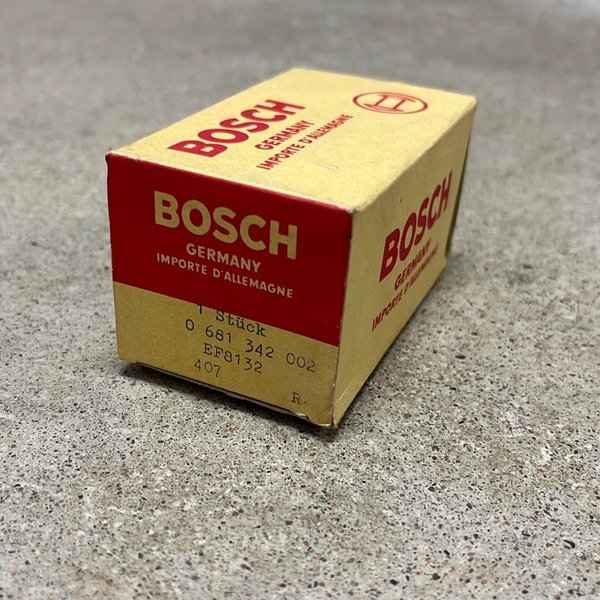 BOSCH
GERMANY
IMPORTE D'ALLEMAGNE
BOSCH
GERMANY
IMPORTE D'ALLEMAGNE
1 Stück
0 681 342 002
EF8132
407 R
BOSCH
GERMANY
IMPORTE D'ALLEMAGNE